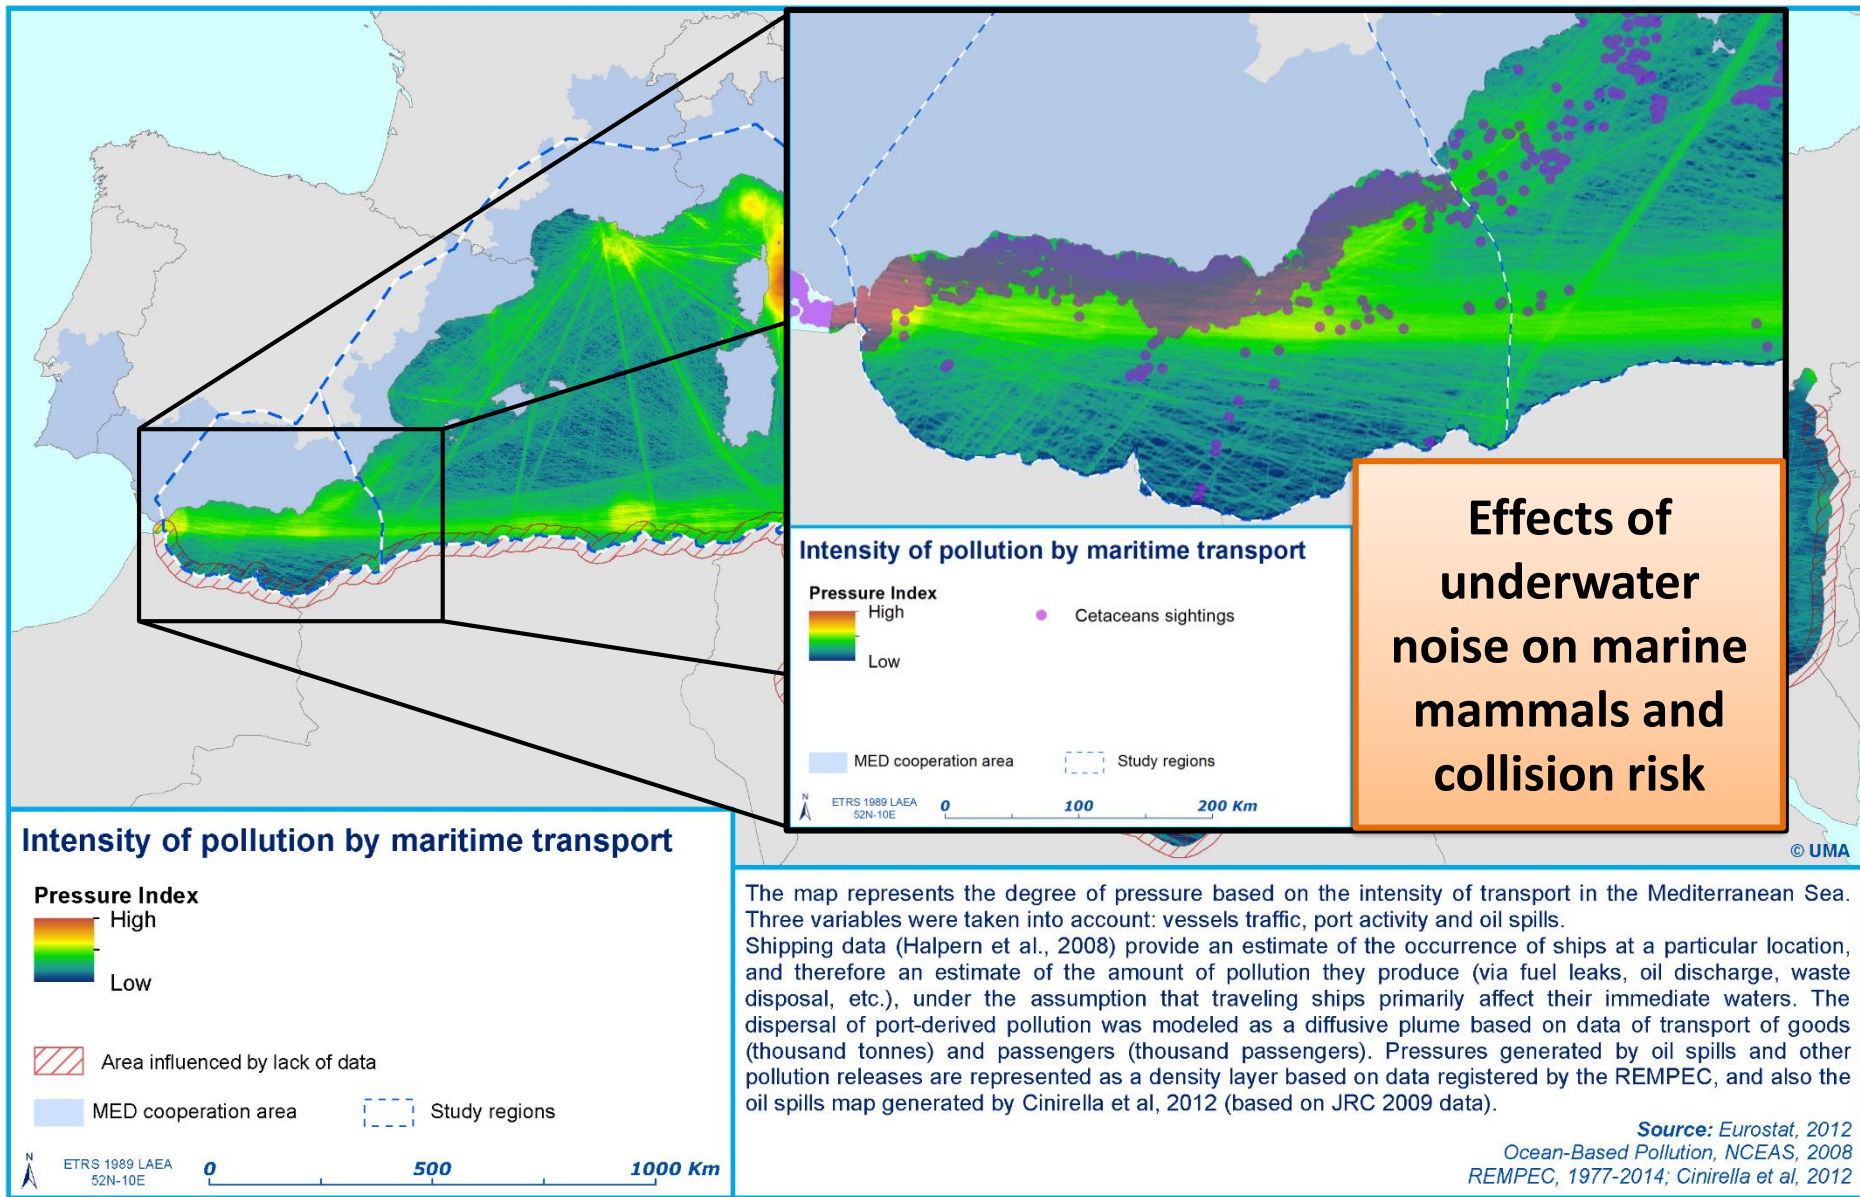 Intensity of pollution by maritime transport
Pressure Index
High
Low
Cetaceans sightings
MED cooperation area
Study regions
N
ETRS 1989 LAEA
52N-10E
0 100 200 Km
Effects of
underwater
noise on marine
mammals and
collision risk
© UMA
Intensity of pollution by maritime transport
Pressure Index
High
Low
Area influenced by lack of data
MED cooperation area
Study regions
N
ETRS 1989 LAEA
52N-10E
0 500 1000 Km
The map represents the degree of pressure based on the intensity of transport in the Mediterranean Sea.
Three variables were taken into account: vessels traffic, port activity and oil spills.
Shipping data (Halpern et al., 2008) provide an estimate of the occurrence of ships at a particular location,
and therefore an estimate of the amount of pollution they produce (via fuel leaks, oil discharge, waste
disposal, etc.), under the assumption that traveling ships primarily affect their immediate waters. The
dispersal of port-derived pollution was modeled as a diffusive plume based on data of transport of goods
(thousand tonnes) and passengers (thousand passengers). Pressures generated by oil spills and other
pollution releases are represented as a density layer based on data registered by the REMPEC, and also the
oil spills map generated by Cinirella et al, 2012 (based on JRC 2009 data).
Source: Eurostat, 2012
Ocean-Based Pollution, NCEAS, 2008
REMPEC, 1977-2014; Cinirella et al, 2012